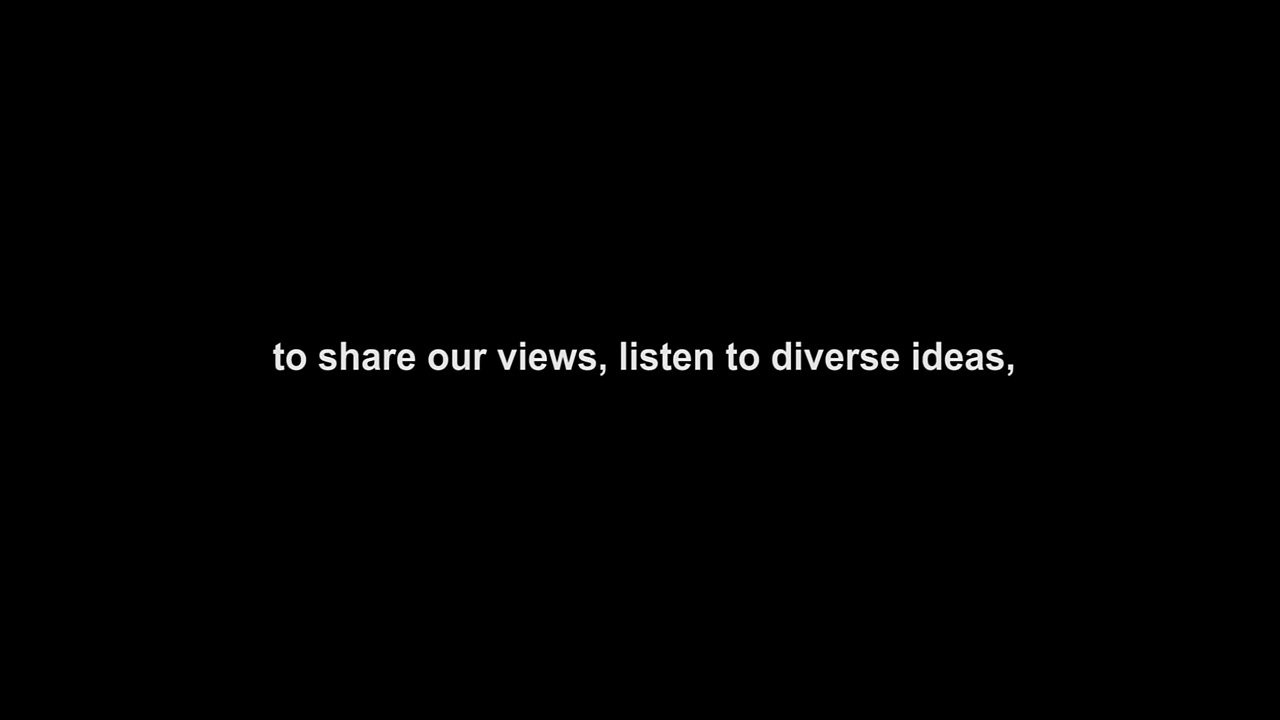 to share our views, listen to diverse ideas,